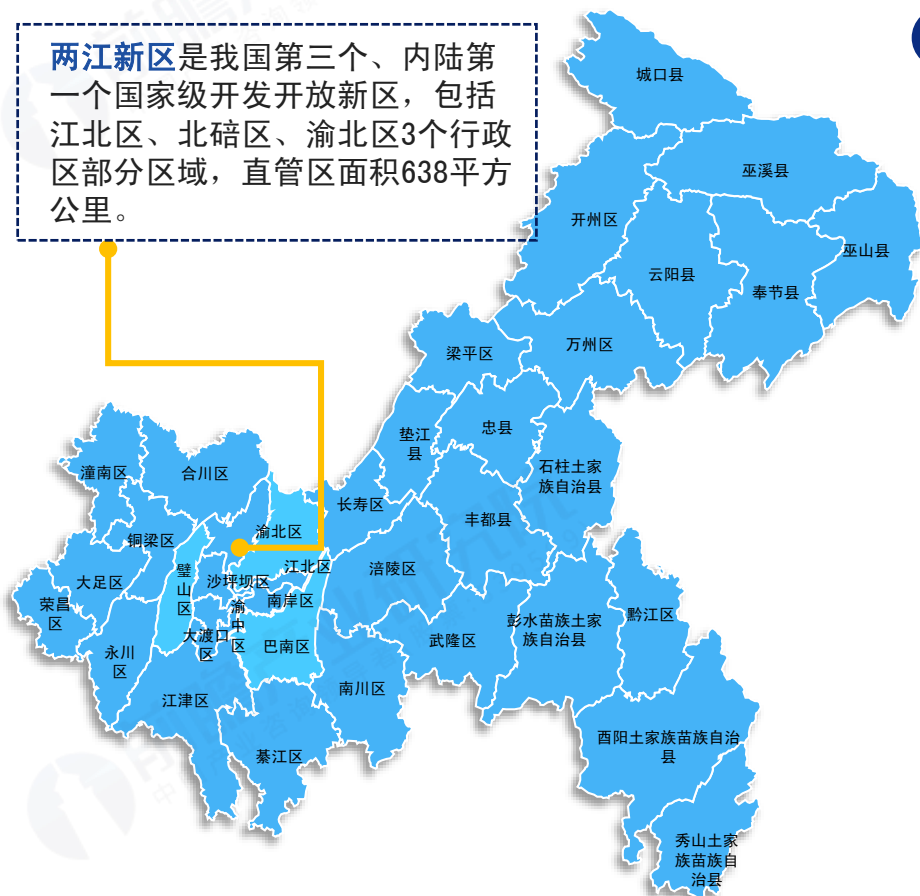 两江新区是我国第三个、内陆第
一个国家级开发开放新区，包括
江北区、北碚区、渝北区3个行政
区部分区域，直管区面积638平方
公里。
城口县
巫溪县
开州区
巫山县
云阳县
奉节县
万州区
梁平区
忠县
垫江
县
石柱土家
族自治县
潼南区
合川区
长寿区
丰都县
渝北区
铜梁区
江北区
涪陵区
璧
山
区
沙坪坝区
大足区
南岸区
荣昌
区
渝
中
区
大渡口
区
彭水苗族土家
族自治县
黔江区
武隆区
巴南区
永川
区
江津区
南川区
綦江区
酉阳土家族苗族自治
县
秀山土家
族苗族自
治县